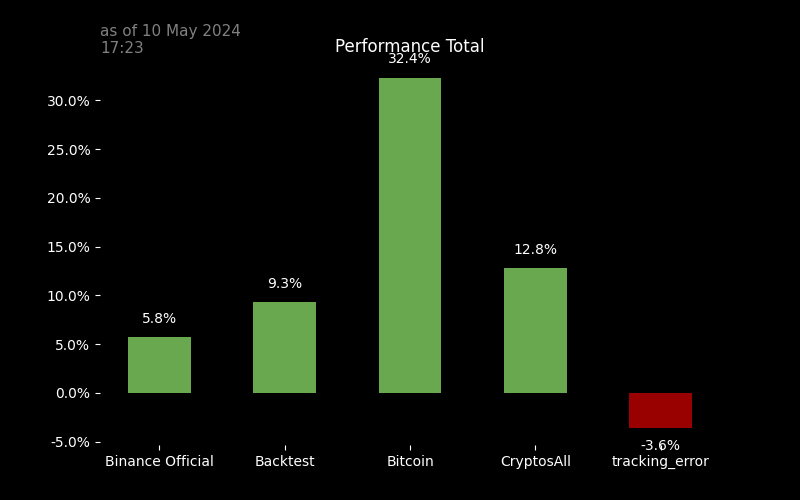 as of 10 May 2024
17:23
Performance Total
32.4%
30.0%
25.0%
20.0%
15.0%
12.8%
10.0%
9.3%
5.8%
5.0%
0.0%
-5.0%
-3.6%
Binance Official
Backtest
Bitcoin
CryptosAll
tracking_error